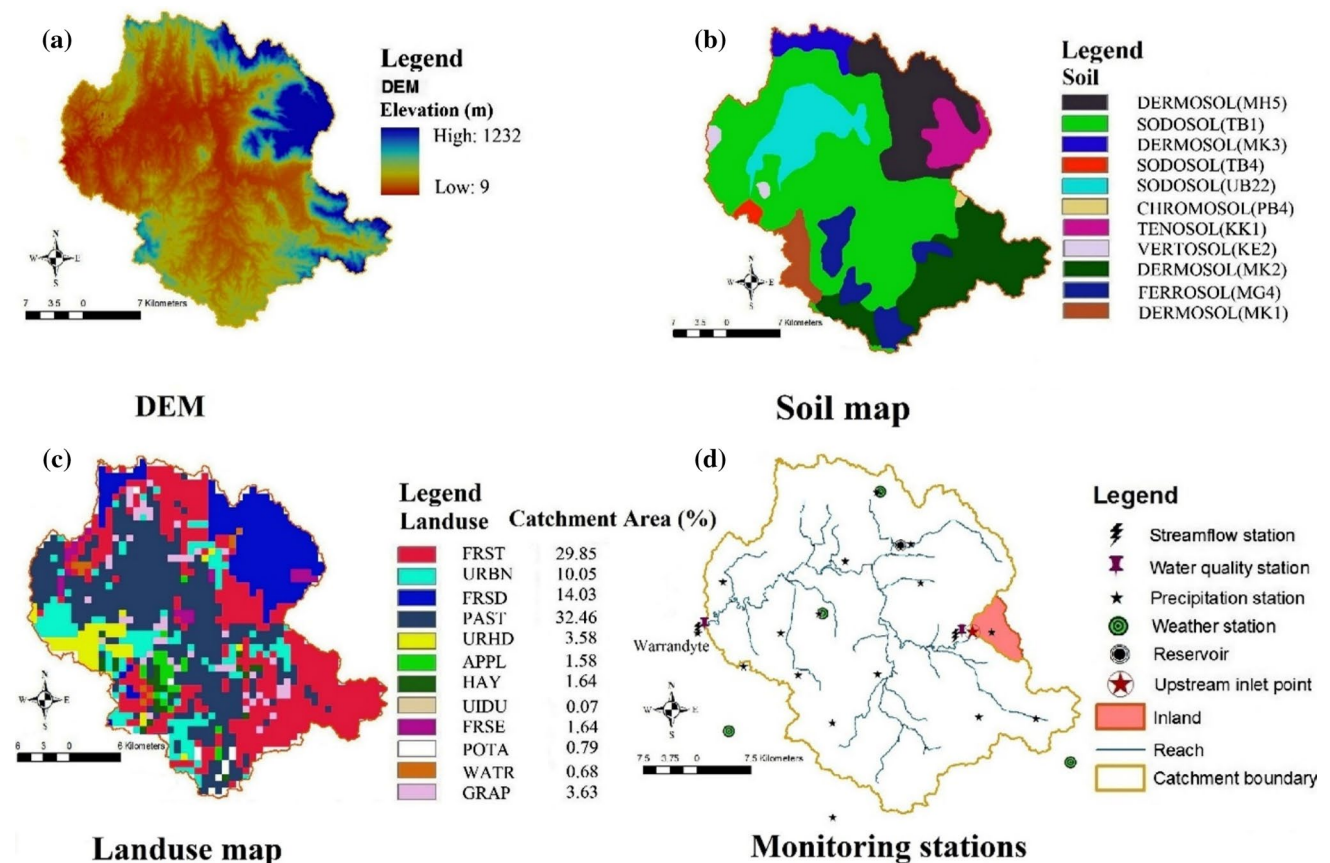 (a)
Legend
DEM
Elevation (m)
High: 1232
Low: 9
N
W E
S
7 3.5 0 7 Kilometers
DEM
(b)
Legend
Soil
DERMOSOL(MH5)
SODOSOL(TB1)
DERMOSOL(MK3)
SODOSOL(TB4)
SODOSOL(UB22)
CHROMOSOL(PB4)
TENOSOL(KK1)
VERTOSOL(KE2)
DERMOSOL(MK2)
FERROSOL(MG4)
DERMOSOL(MK1)
N
W E
S
7 3.5 0 7 Kilometers
Soil map
(c)
Legend
Landuse Catchment Area (%)
FRST 29.85
URBN 10.05
FRSD 14.03
PAST 32.46
URHD 3.58
APPL 1.58
HAY 1.64
UIDU 0.07
FRSE 1.64
POTA 0.79
WATR 0.68
GRAP 3.63
N
W E
S
6 3 0 6 Kilometers
Landuse map
(d)
Warrandyte
Legend
Streamflow station
Water quality station
Precipitation station
Weather station
Reservoir
Upstream inlet point
Inland
Reach
Catchment boundary
N
W E
S
7.5 3.75 0 7.5 Kilometers
Monitoring stations